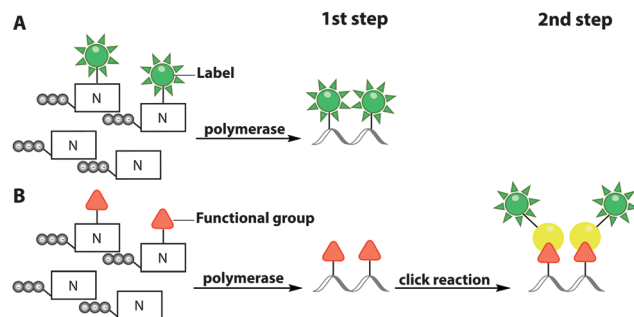 1st step
2nd step
A
N
N
Label
N
N
polymerase
B
N
N
Functional group
N
N
polymerase
click reaction